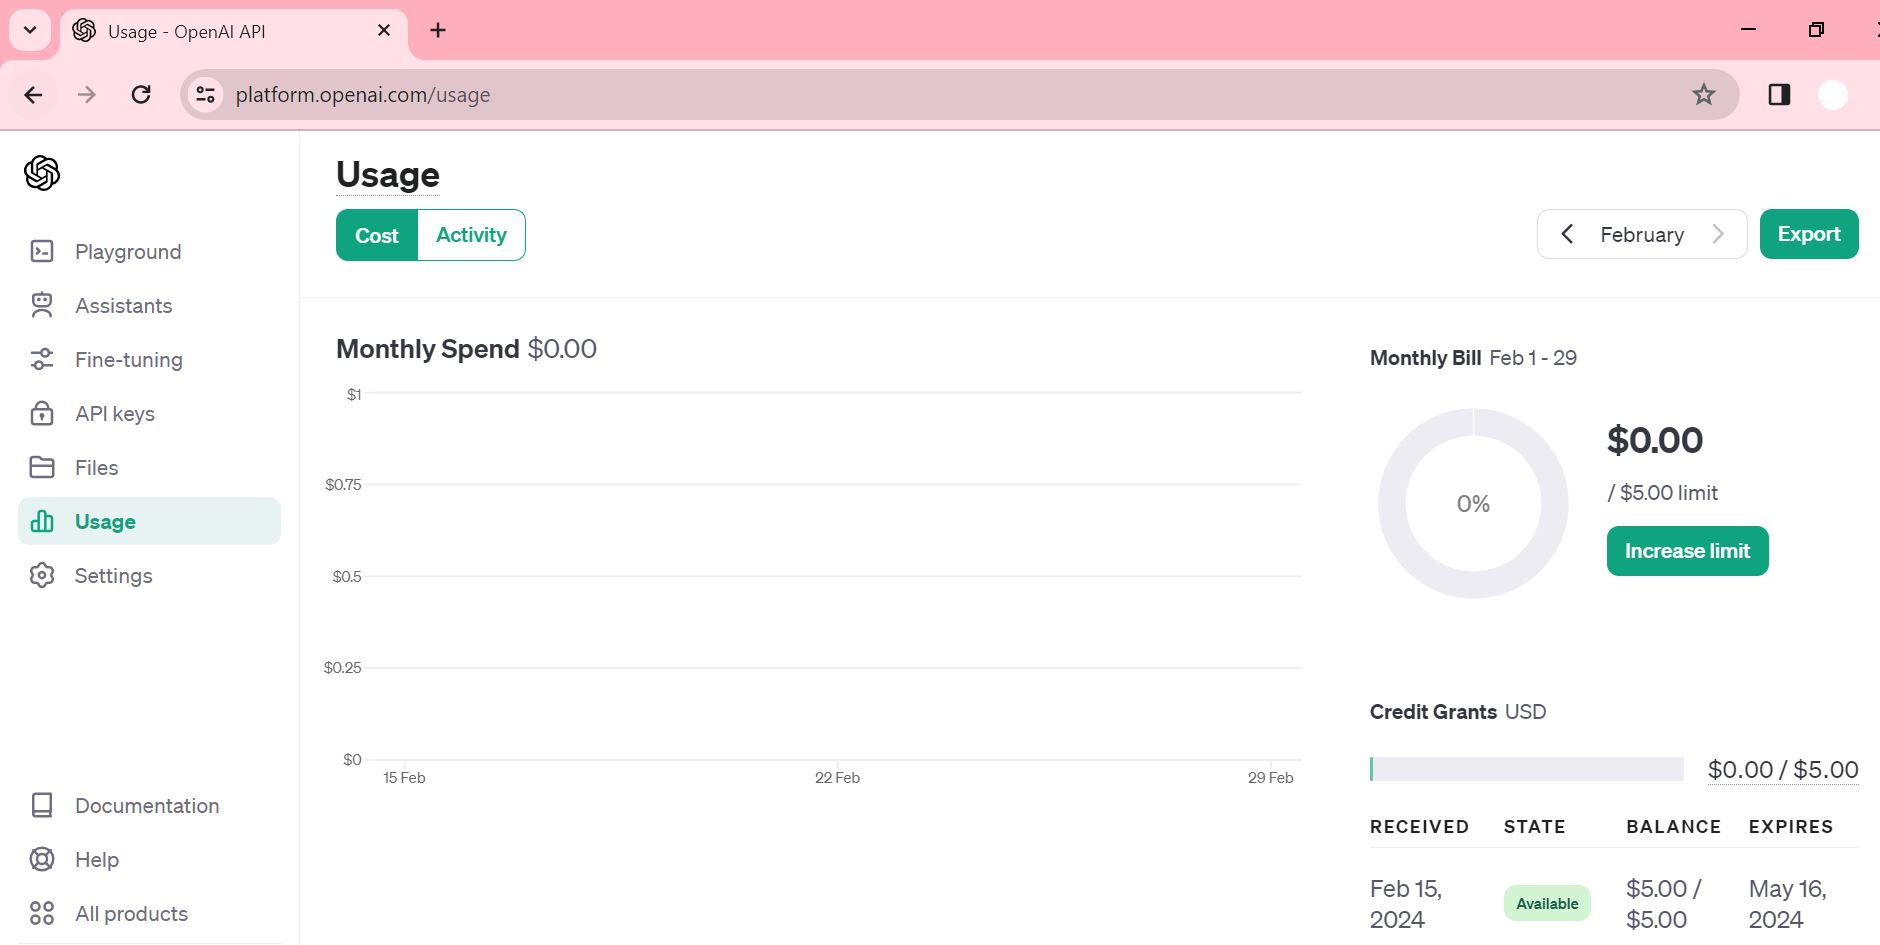 Usage - OpenAI API
platform.openai.com/usage
Usage
Cost
Activity
February
Export
Playground
Assistants
Fine-tuning
API keys
Files
Usage
Settings
Documentation
Help
All products
Monthly Spend $0.00
$1
$0.75
$0.5
$0.25
$0
15 Feb
22 Feb
29 Feb
Monthly Bill Feb 1 - 29
0%
$0.00
/ $5.00 limit
Increase limit
Credit Grants USD
$0.00 / $5.00
RECEIVED STATE BALANCE EXPIRES
Feb 15, 2024
Available
$5.00 / $5.00
May 16, 2024